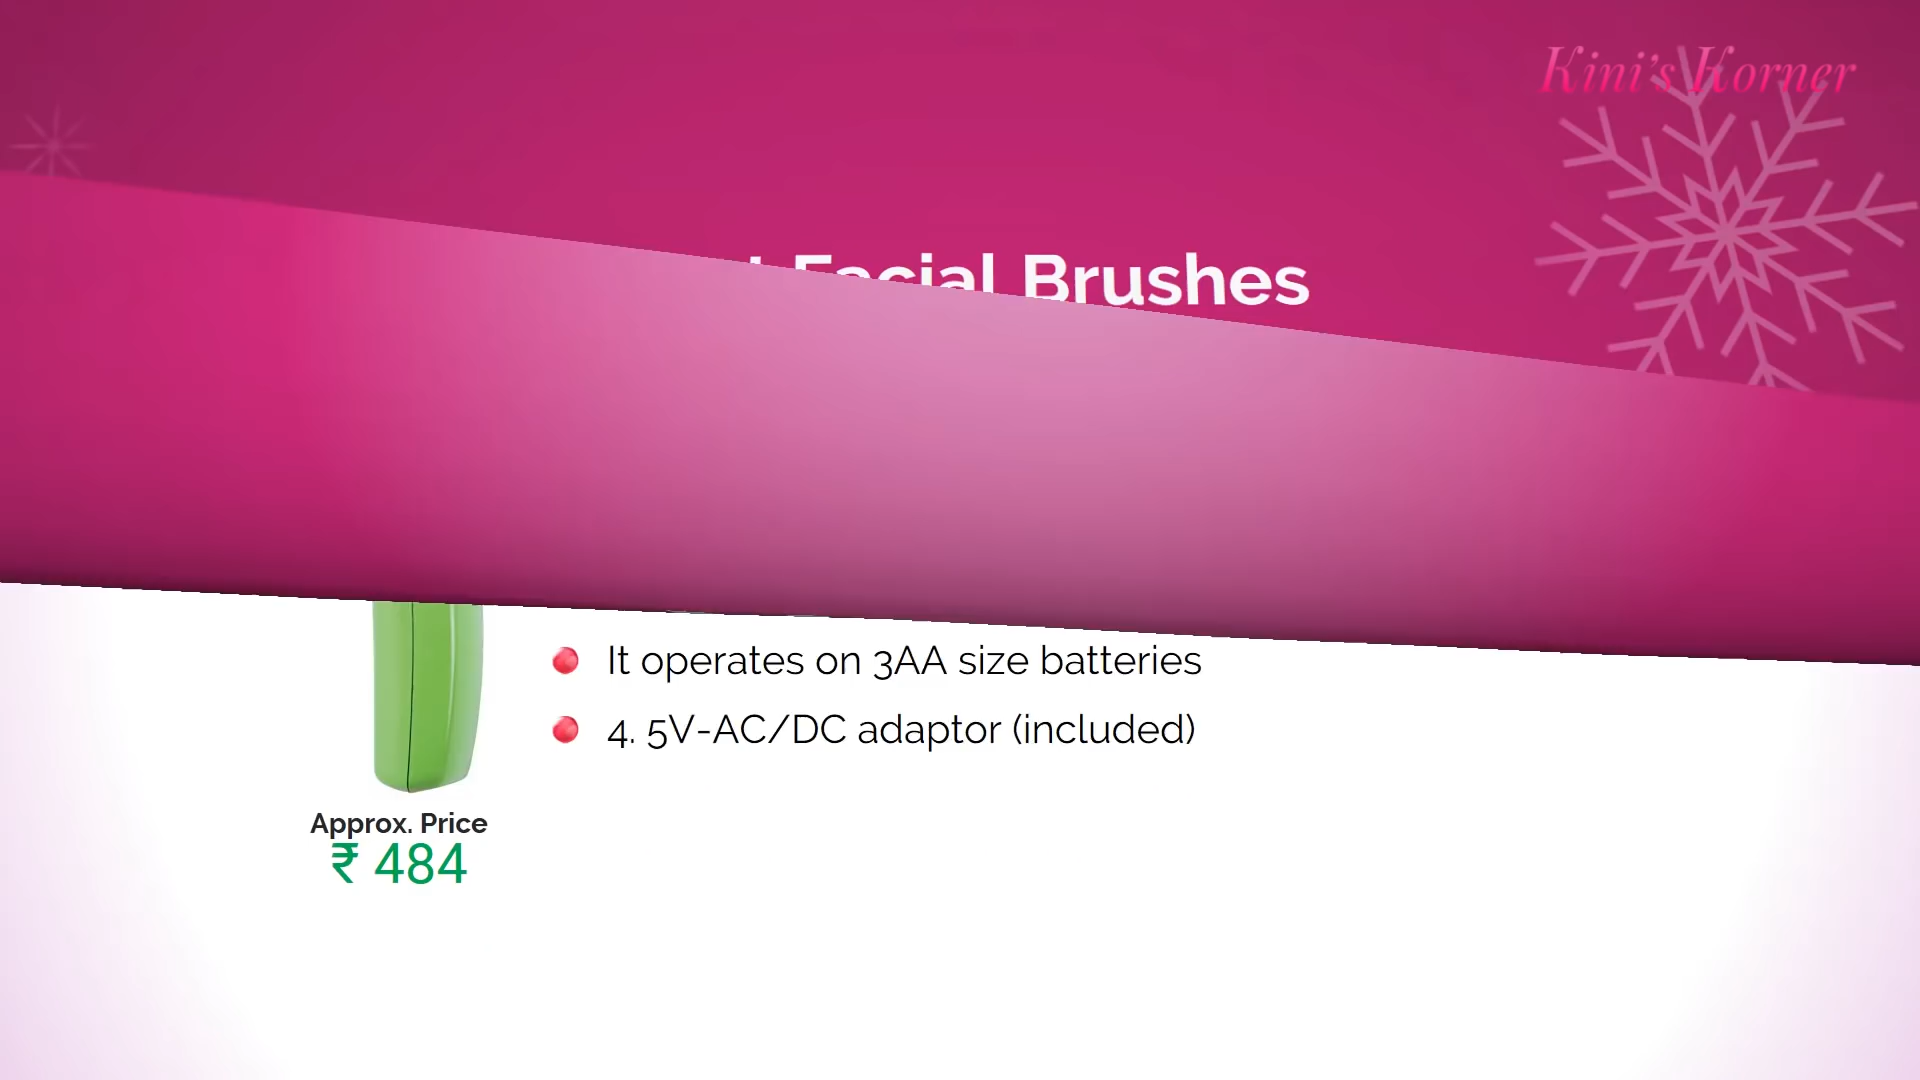 Kini's Korner
Facial Brushes
It operates on 3AA size batteries
4. 5V-AC/DC adaptor (included)
Approx. Price
₹ 484